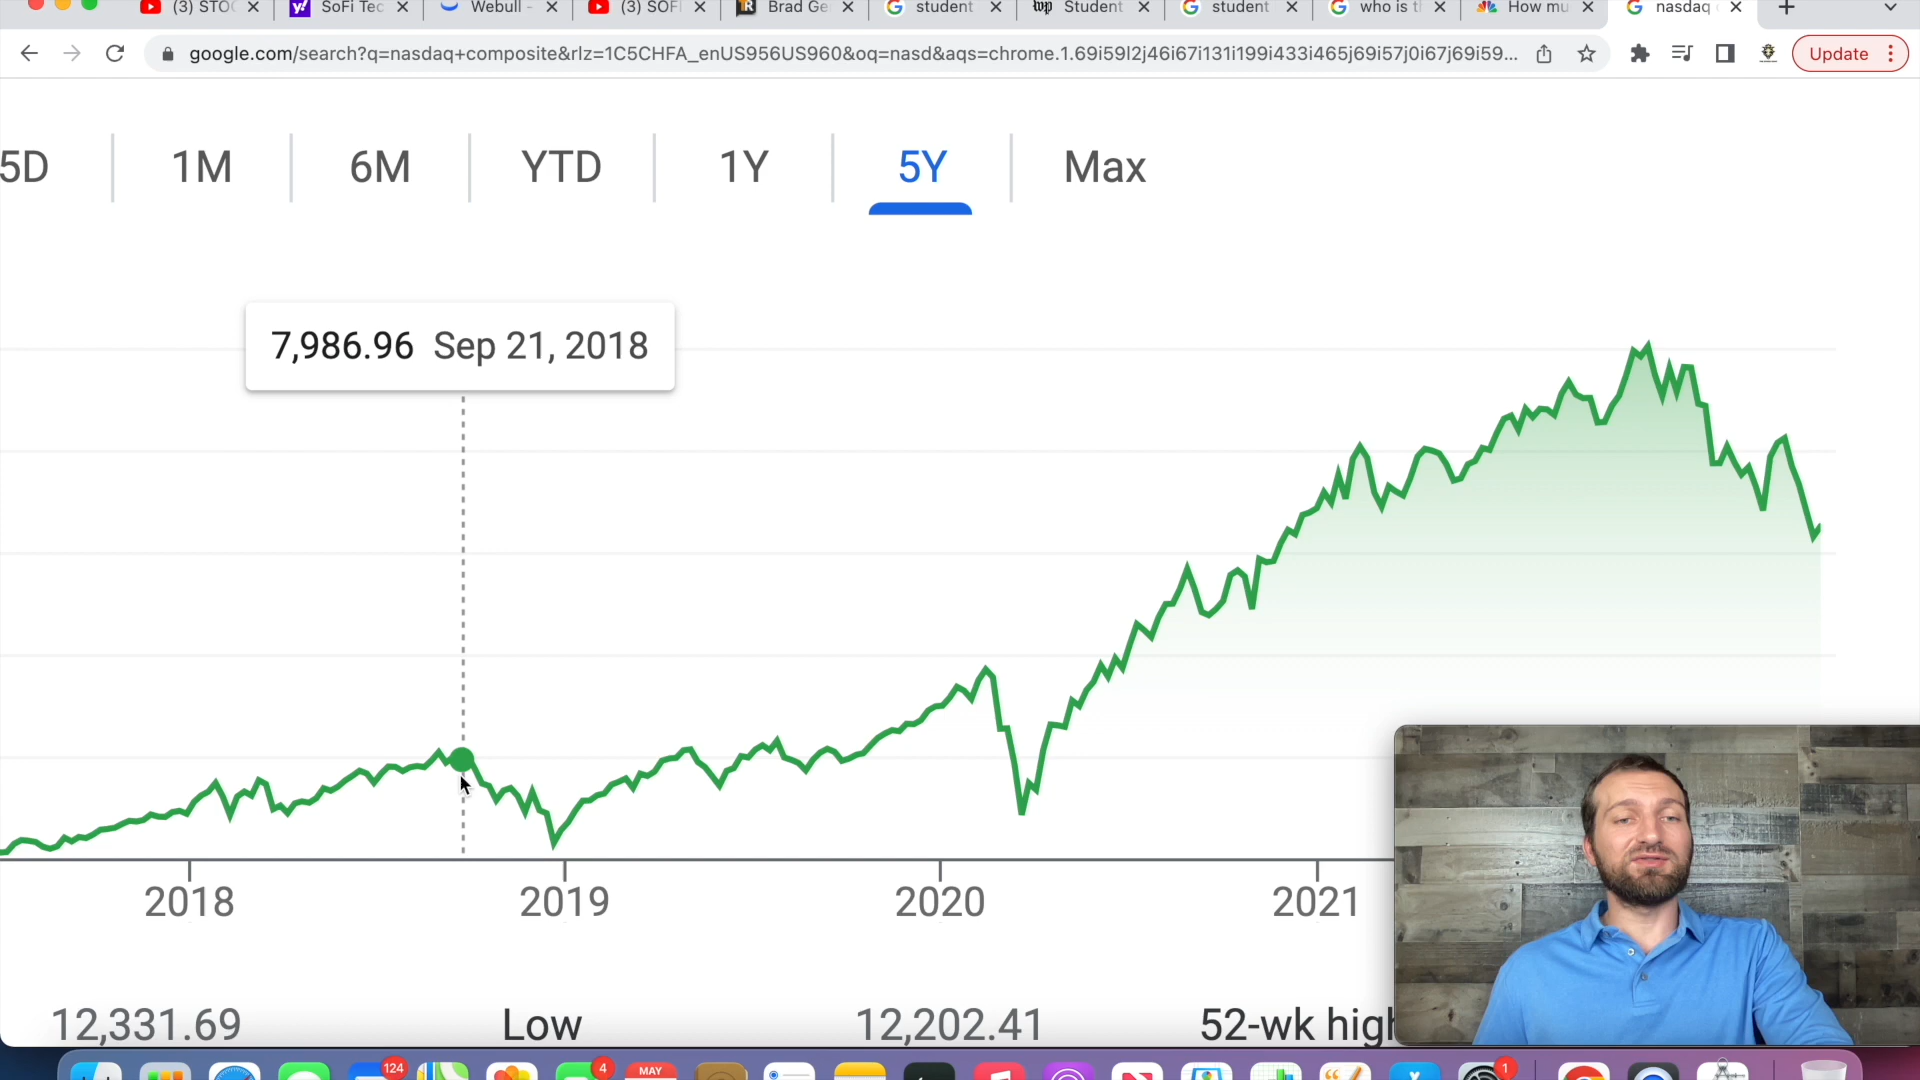 (3) STOC
SoFi Tec
Webull -
(3) SOFI
Brad Ge
student
Student
student
who is th
How mu
nasdaq c
google.com/search?q=nasdaq+composite&rlz=1C5CHFA_enUS956US960&oq=nasd&aqs=chrome.1.69i59l2j46i67i131i199i433i465j69i57j0i67j69i59...
Update
5D
1M
6M
YTD
1Y
5Y
Max
7,986.96 Sep 21, 2018
2018
2019
2020
2021
12,331.69
Low
12,202.41
52-wk high
124
4
MAY
1